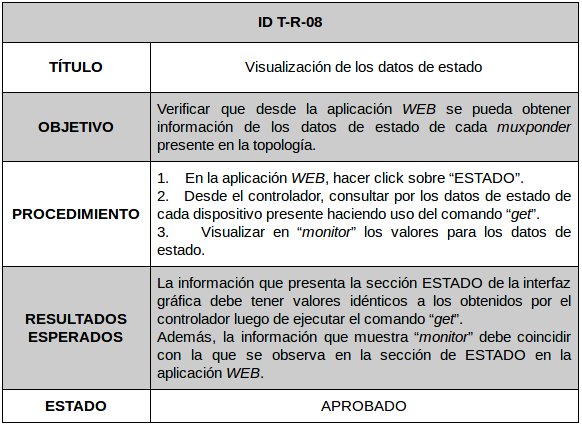 ID T-R-08
TÍTULO
Visualización de los datos de estado
OBJETIVO
Verificar que desde la aplicación WEB se pueda obtener
información de los datos de estado de cada muxponder
presente en la topología.
PROCEDIMIENTO
1. En la aplicación WEB, hacer click sobre “ESTADO”.
2. Desde el controlador, consultar por los datos de estado de
cada dispositivo presente haciendo uso del comando “get”.
3. Visualizar en “monitor” los valores para los datos de
estado.
RESULTADOS
ESPERADOS
La información que presenta la sección ESTADO de la interfaz
gráfica debe tener valores idénticos a los obtenidos por el
controlador luego de ejecutar el comando “get”.
Además, la información que muestra “monitor” debe coincidir
con la que se observa en la sección de ESTADO en la
aplicación WEB.
ESTADO
APROBADO